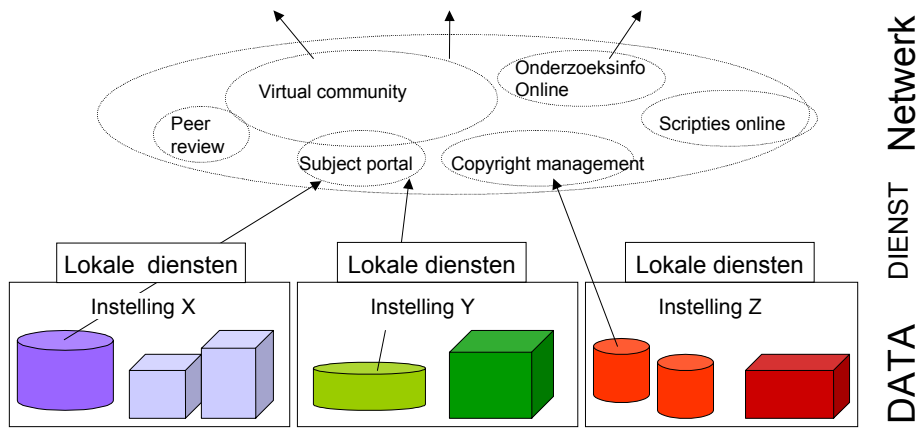 Virtual community
Onderzoeksinfo
Online
Peer
review
Scripties online
Subject portal
Copyright management
Lokale diensten
Lokale diensten
Lokale diensten
Instelling X
Instelling Y
Instelling Z
Netwerk
DIENST
DATA